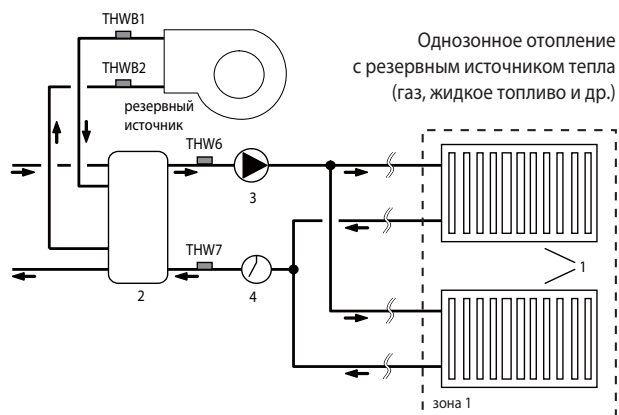 THWB1
THWB2
резервный
источник
Однозонное отопление
с резервным источником тепла
(газ, жидкое топливо и др.)
THW6
3
THW7
2
4
1
зона 1